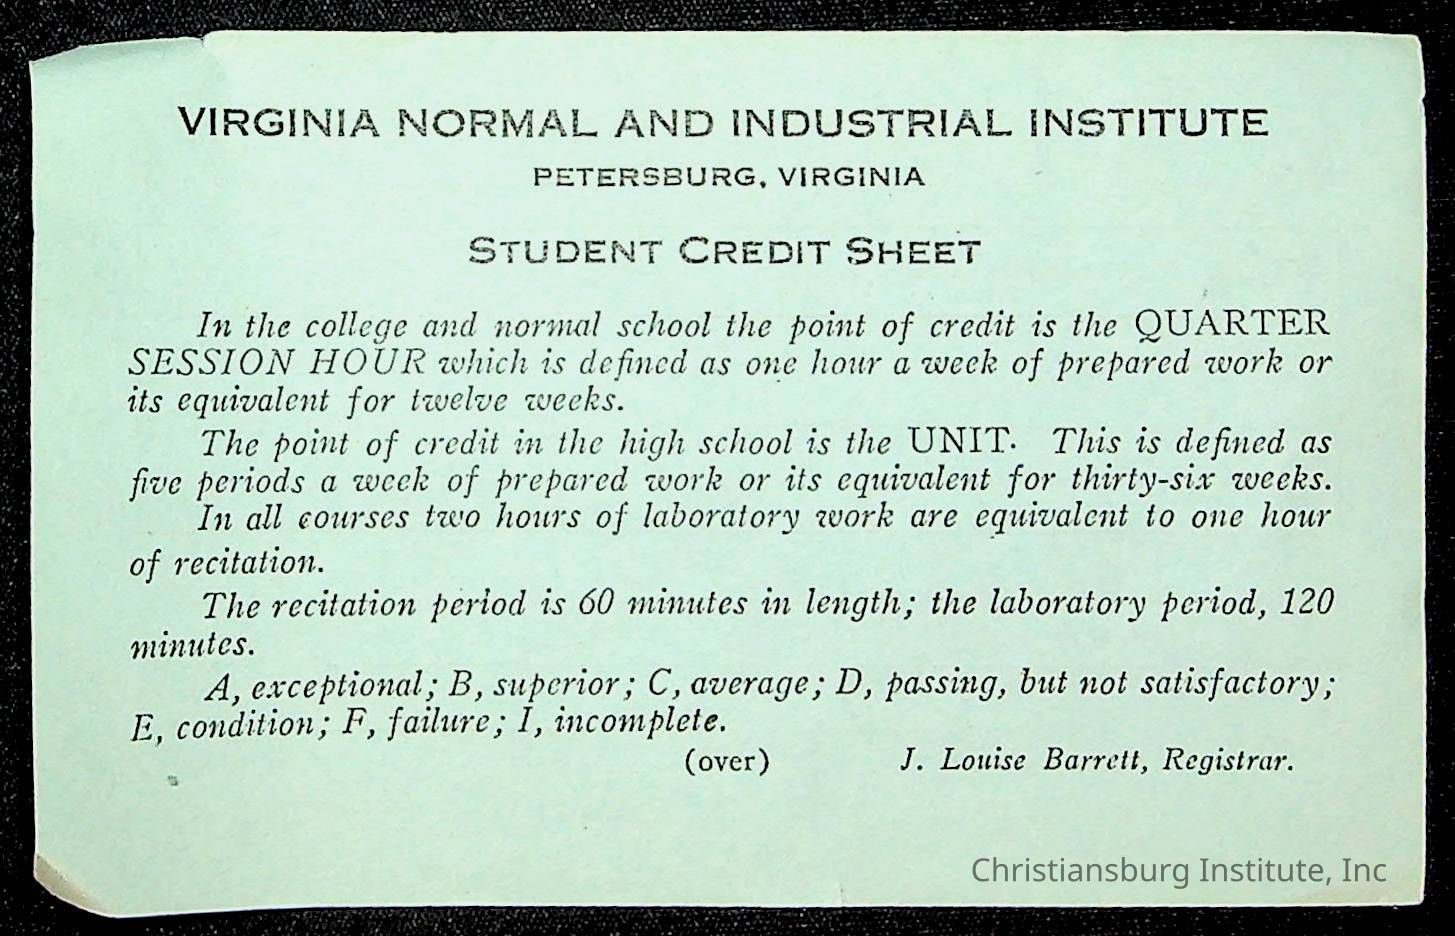 VIRGINIA NORMAL AND INDUSTRIAL INSTITUTE
PETERSBURG, VIRGINIA
STUDENT CREDIT SHEET
In the college and normal school the point of credit is the QUARTER
SESSION HOUR which is defined as one hour a week of prepared work or
its equivalent for twelve weeks.
The point of credit in the high school is the UNIT. This is defined as
five periods a week of prepared work or its equivalent for thirty-six weeks.
In all courses two hours of laboratory work are equivalent to one hour
of recitation.
The recitation period is 60 minutes in length; the laboratory period, 120
minutes.
A, exceptional; B, superior; C, average; D, passing, but not satisfactory;
E, condition; F, failure; I, incomplete.
(over) J. Louise Barrett, Registrar.
Christiansburg Institute, Inc